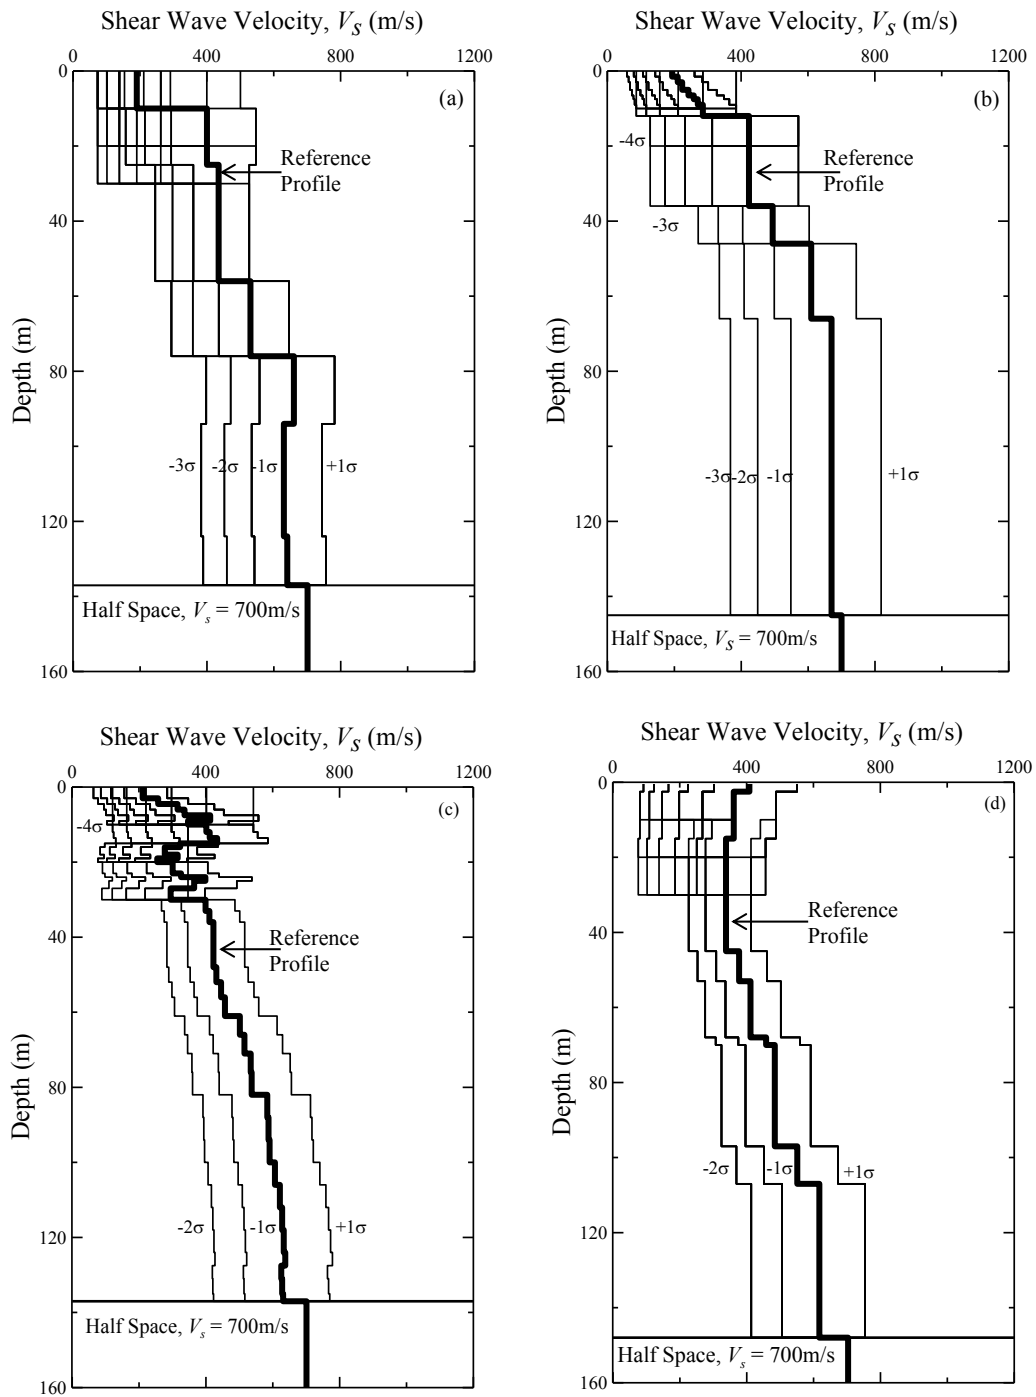 Shear Wave Velocity, VS (m/s)
0 400 800 1200
0
40
80
120
160
Depth (m)
(a)
Reference
Profile
-3σ -2σ -1σ +1σ
Half Space, Vs = 700m/s
Shear Wave Velocity, VS (m/s)
0 400 800 1200
0
40
80
120
160
Depth (m)
(b)
-4σ
Reference
Profile
-3σ
-3σ -2σ -1σ +1σ
Half Space, VS = 700m/s
Shear Wave Velocity, VS (m/s)
0 400 800 1200
0
40
80
120
160
Depth (m)
(c)
-4σ
Reference
Profile
-2σ -1σ +1σ
Half Space, Vs = 700m/s
Shear Wave Velocity, VS (m/s)
0 400 800 1200
0
40
80
120
160
Depth (m)
(d)
Reference
Profile
-2σ -1σ +1σ
Half Space, Vs = 700m/s